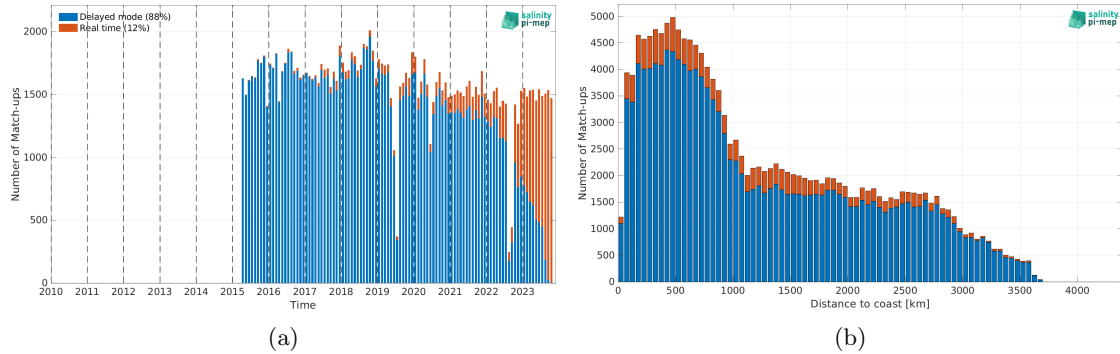 Delayed mode (88%)
Real time (12%)
salinity
pi-mep
Number of Match-ups
2000
1500
1000
500
0
2010 2011 2012 2013 2014 2015 2016 2017 2018 2019 2020 2021 2022 2023
Time
(a)
salinity
pi-mep
Number of Match-ups
5000
4500
4000
3500
3000
2500
2000
1500
1000
500
0
0 500 1000 1500 2000 2500 3000 3500 4000
Distance to coast [km]
(b)